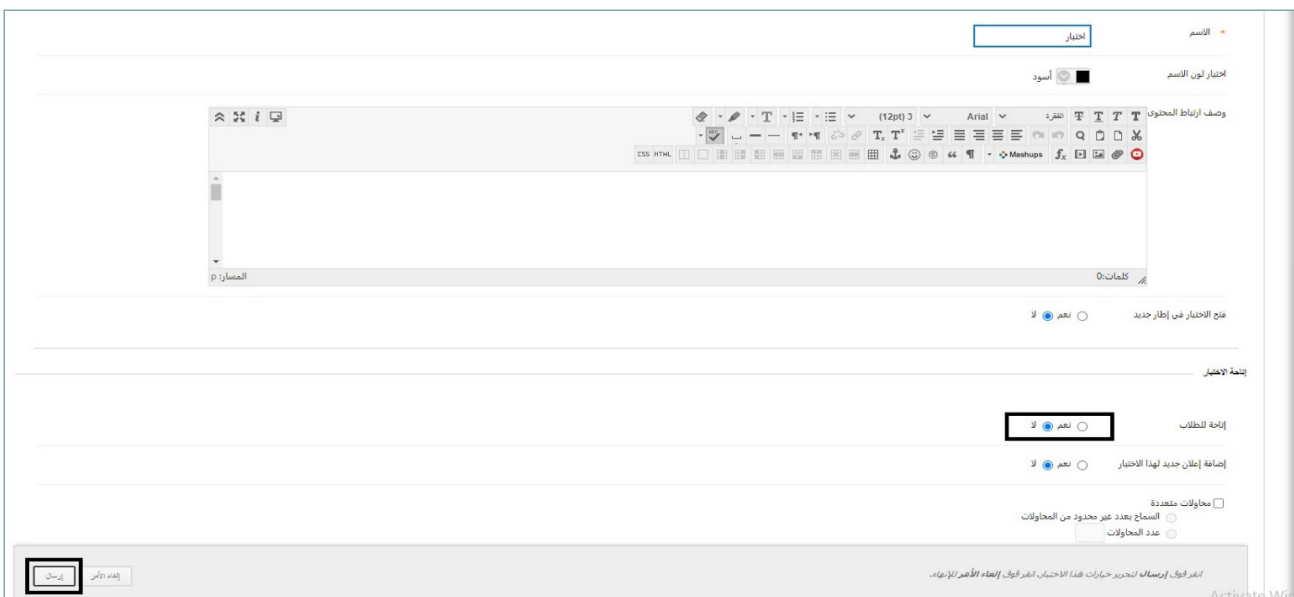 * الاسم
اختبار
اختيار لون الاسم
أسود
وصف ارتباط المحتوى
T T T T الفقرة Arial 3 (12pt)
Mashups
HTML CSS
المسار: p
كلمات:0
فتح الاختبار في إطار جديد
نعم لا
إتاحة الاختبار
إتاحة للطلاب
نعم لا
إضافة إعلان جديد لهذا الاختبار
نعم لا
محاولات متعددة
السماح بعدد غير محدود من المحاولات
عدد المحاولات
انقر فوق إرسال لتحرير خيارات هذا الاختبار. انقر فوق إلغاء الأمر للإنهاء.
إلغاء الأمر
إرسال